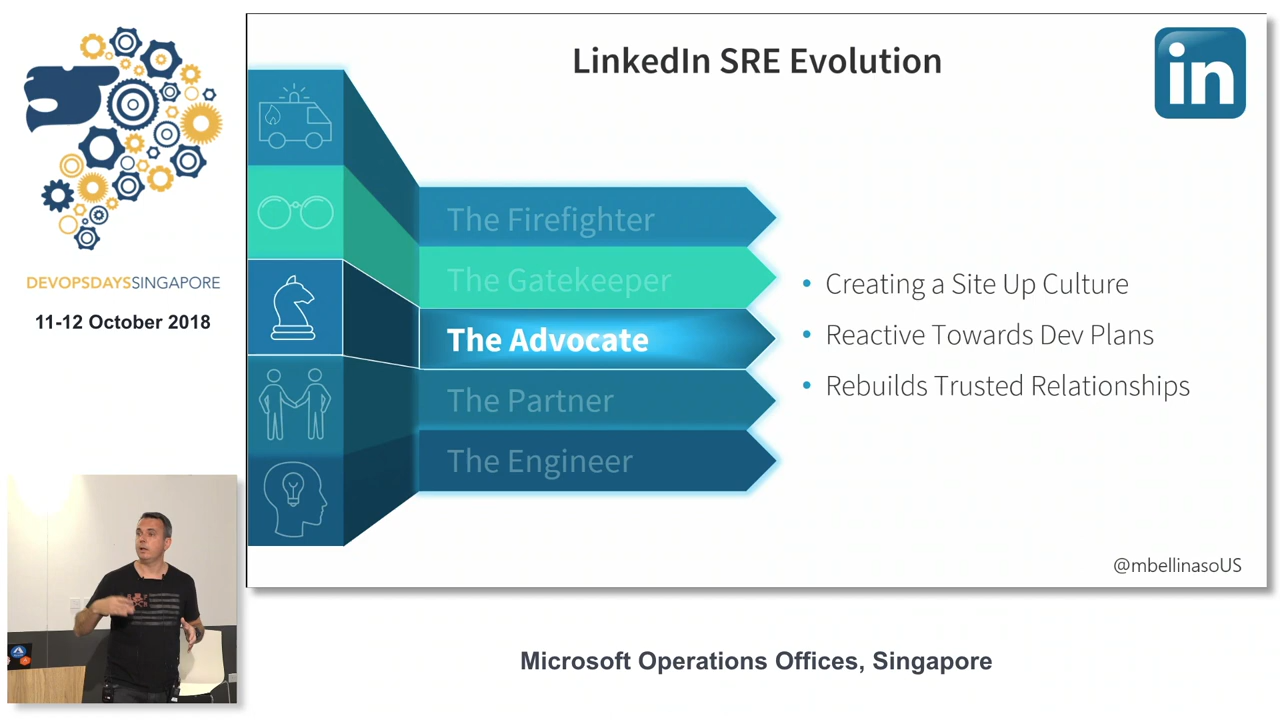 LinkedIn SRE Evolution
in
The Firefighter
The Gatekeeper
The Advocate
The Partner
The Engineer
• Creating a Site Up Culture
• Reactive Towards Dev Plans
• Rebuilds Trusted Relationships
@mbellinasoUS
DEVOPSDAYSSINGAPORE
11-12 October 2018
Microsoft Operations Offices, Singapore